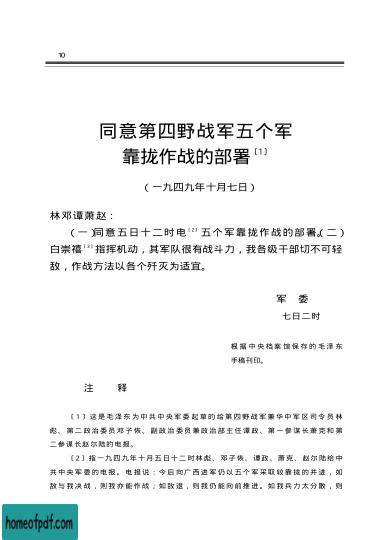 10
同意第四野战军五个军
靠拢作战的部署〔1〕
（一九四九年十月七日）
林邓谭萧赵：
（一）同意五日十二时电〔2〕五个军靠拢作战的部署。（二）
白崇禧〔3〕指挥机动，其军队很有战斗力，我各级干部切不可轻
敌，作战方法以各个歼灭为适宜。
军 委
七日二时
根据中央档案馆保存的毛泽东
手稿刊印。
注 释
〔1〕这是毛泽东为中共中央军委起草的给第四野战军兼华中军区司令员林
彪、第二政治委员邓子恢、副政治委员兼政治部主任谭政、第一参谋长萧克和第
二参谋长赵尔陆的电报。
〔2〕指一九四九年十月五日十二时林彪、邓子恢、谭政、萧克、赵尔陆给中
共中央军委的电报。电报说：今后向广西进军仍以五个军采取较靠拢的并进，如
敌与我决战，则我亦能作战；如敌退，则我仍能向前推进。如我兵力太分散，则
homeofpdf.com